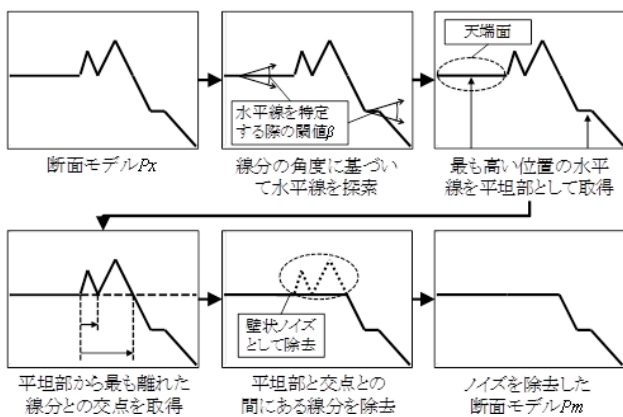 断面モデルPx
水平線を特定
する際の閾値β
線分の角度に基づい
て水平線を探索
天端面
最も高い位置の水平
線を平坦部として取得
平坦部から最も離れた
線分との交点を取得
壁状ノイズ
として除去
平坦部と交点との
間にある線分を除去
ノイズを除去した
断面モデルPm